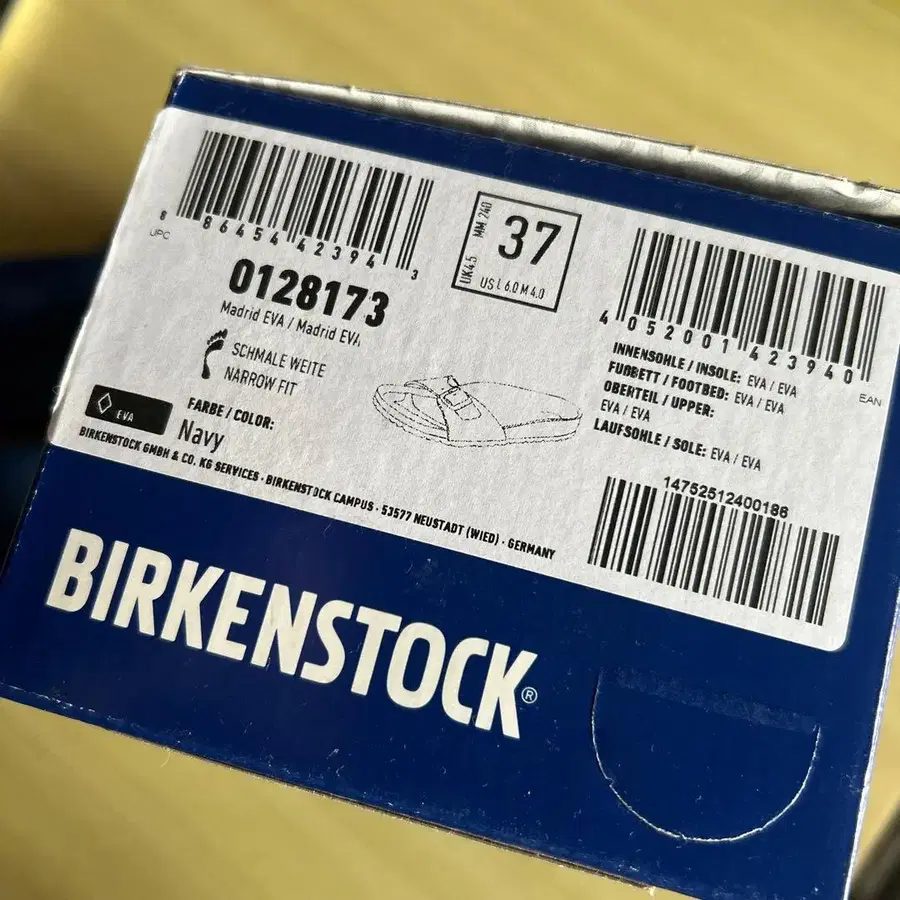 8 86454 42394 3
UPC
0128173
Madrid EVA / Madrid EVA
SCHMALE WEITE
NARROW FIT
EVA
FARBE / COLOR:
Navy
BIRKENSTOCK GMBH & CO. KG SERVICES · BIRKENSTOCK CAMPUS · 53577 NEUSTADT (WIED) · GERMANY
UK4.5 MM 240
37
US L 6.0 M 4.0
4 052001 423940
EAN
INNENSOHLE / INSOLE: EVA / EVA
FUßBETT / FOOTBED: EVA / EVA
OBERTEIL / UPPER:
EVA / EVA
LAUFSOHLE / SOLE: EVA / EVA
14752512400186
BIRKENSTOCK®